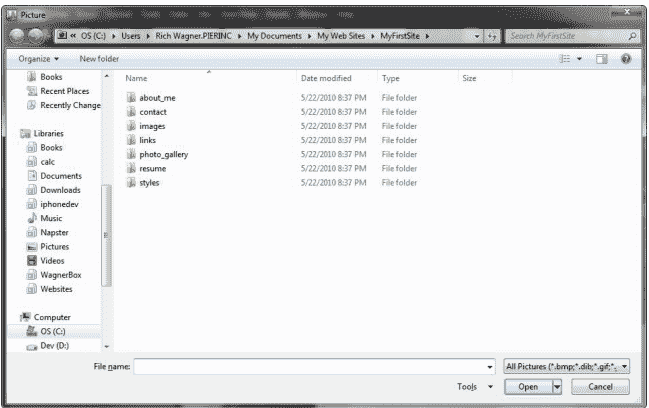 Picture
« OS (C:) ▸ Users ▸ Rich Wagner.PIERINC ▸ My Documents ▸ My Web Sites ▸ MyFirstSite ▸ Search MyFirstSite
Organize ▾ New folder
Books
Recent Places
Recently Change
Libraries
Books
calc
Documents
Downloads
iphonedev
Music
Napster
Pictures
Videos
WagnerBox
Websites
Computer
OS (C:)
Dev (D:)
Name Date modified Type Size
about_me 5/22/2010 8:37 PM File folder
contact 5/22/2010 8:37 PM File folder
images 5/22/2010 8:37 PM File folder
links 5/22/2010 8:37 PM File folder
photo_gallery 5/22/2010 8:37 PM File folder
resume 5/22/2010 8:37 PM File folder
styles 5/22/2010 8:37 PM File folder
File name: All Pictures (*.bmp;*.dib;*.gif;*.
Tools ▾ Open Cancel